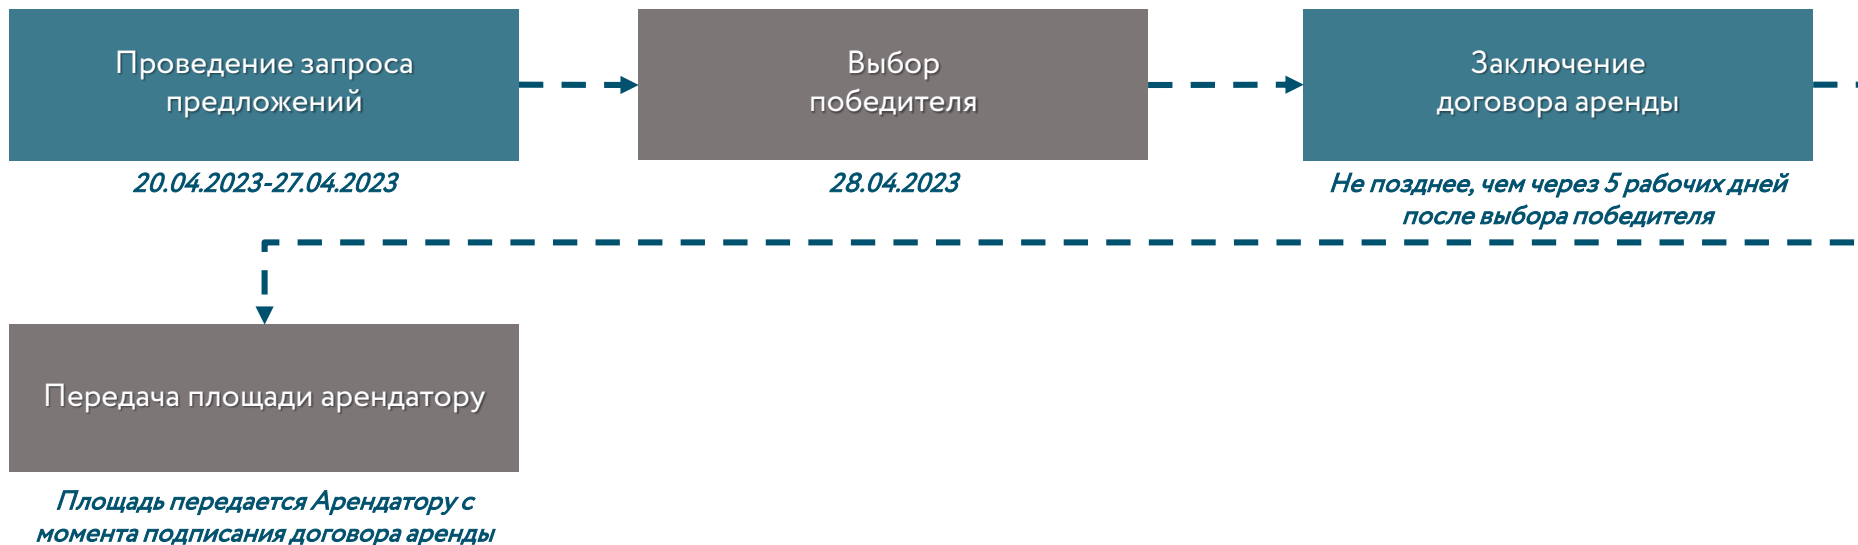 Проведение запроса
предложений
20.04.2023-27.04.2023
Выбор
победителя
28.04.2023
Заключение
договора аренды
Не позднее, чем через 5 рабочих дней
после выбора победителя
Передача площади арендатору
Площадь передается Арендатору с
момента подписания договора аренды